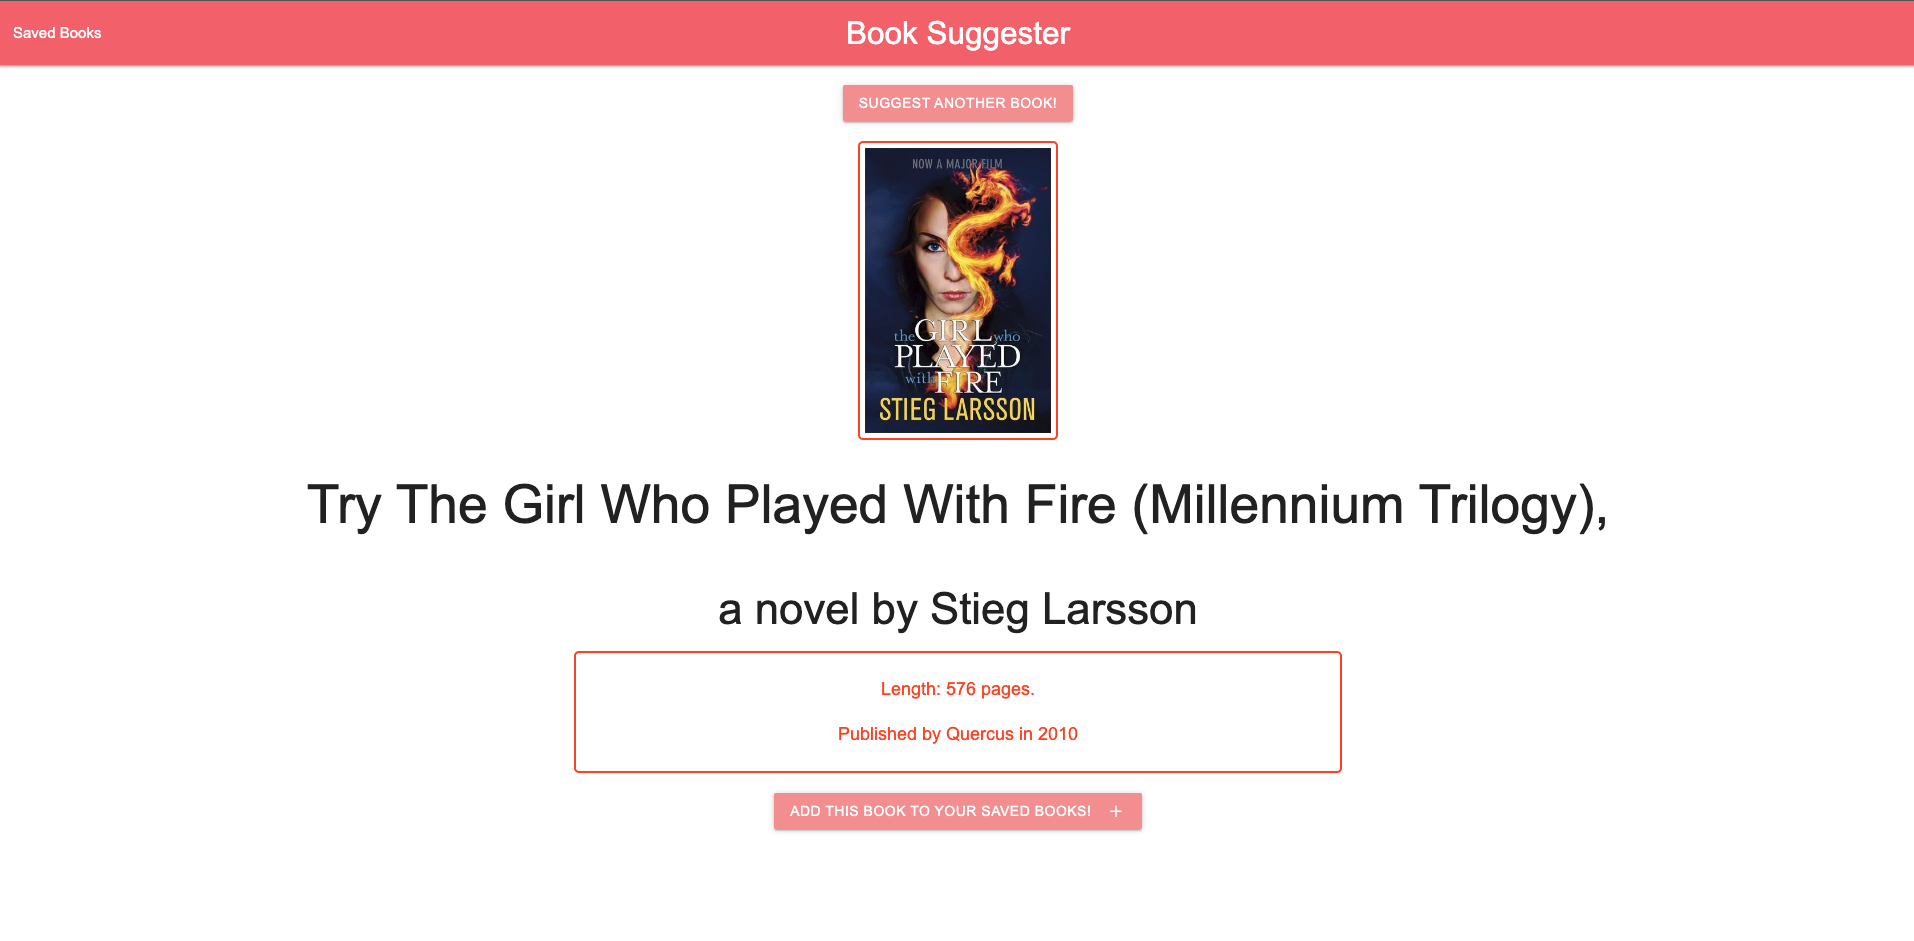 Saved Books
Book Suggester
SUGGEST ANOTHER BOOK!
NOW A MAJOR FILM
the GIRL who
PLAYED
with FIRE
STIEG LARSSON
Try The Girl Who Played With Fire (Millennium Trilogy),
a novel by Stieg Larsson
Length: 576 pages.
Published by Quercus in 2010
ADD THIS BOOK TO YOUR SAVED BOOKS! +